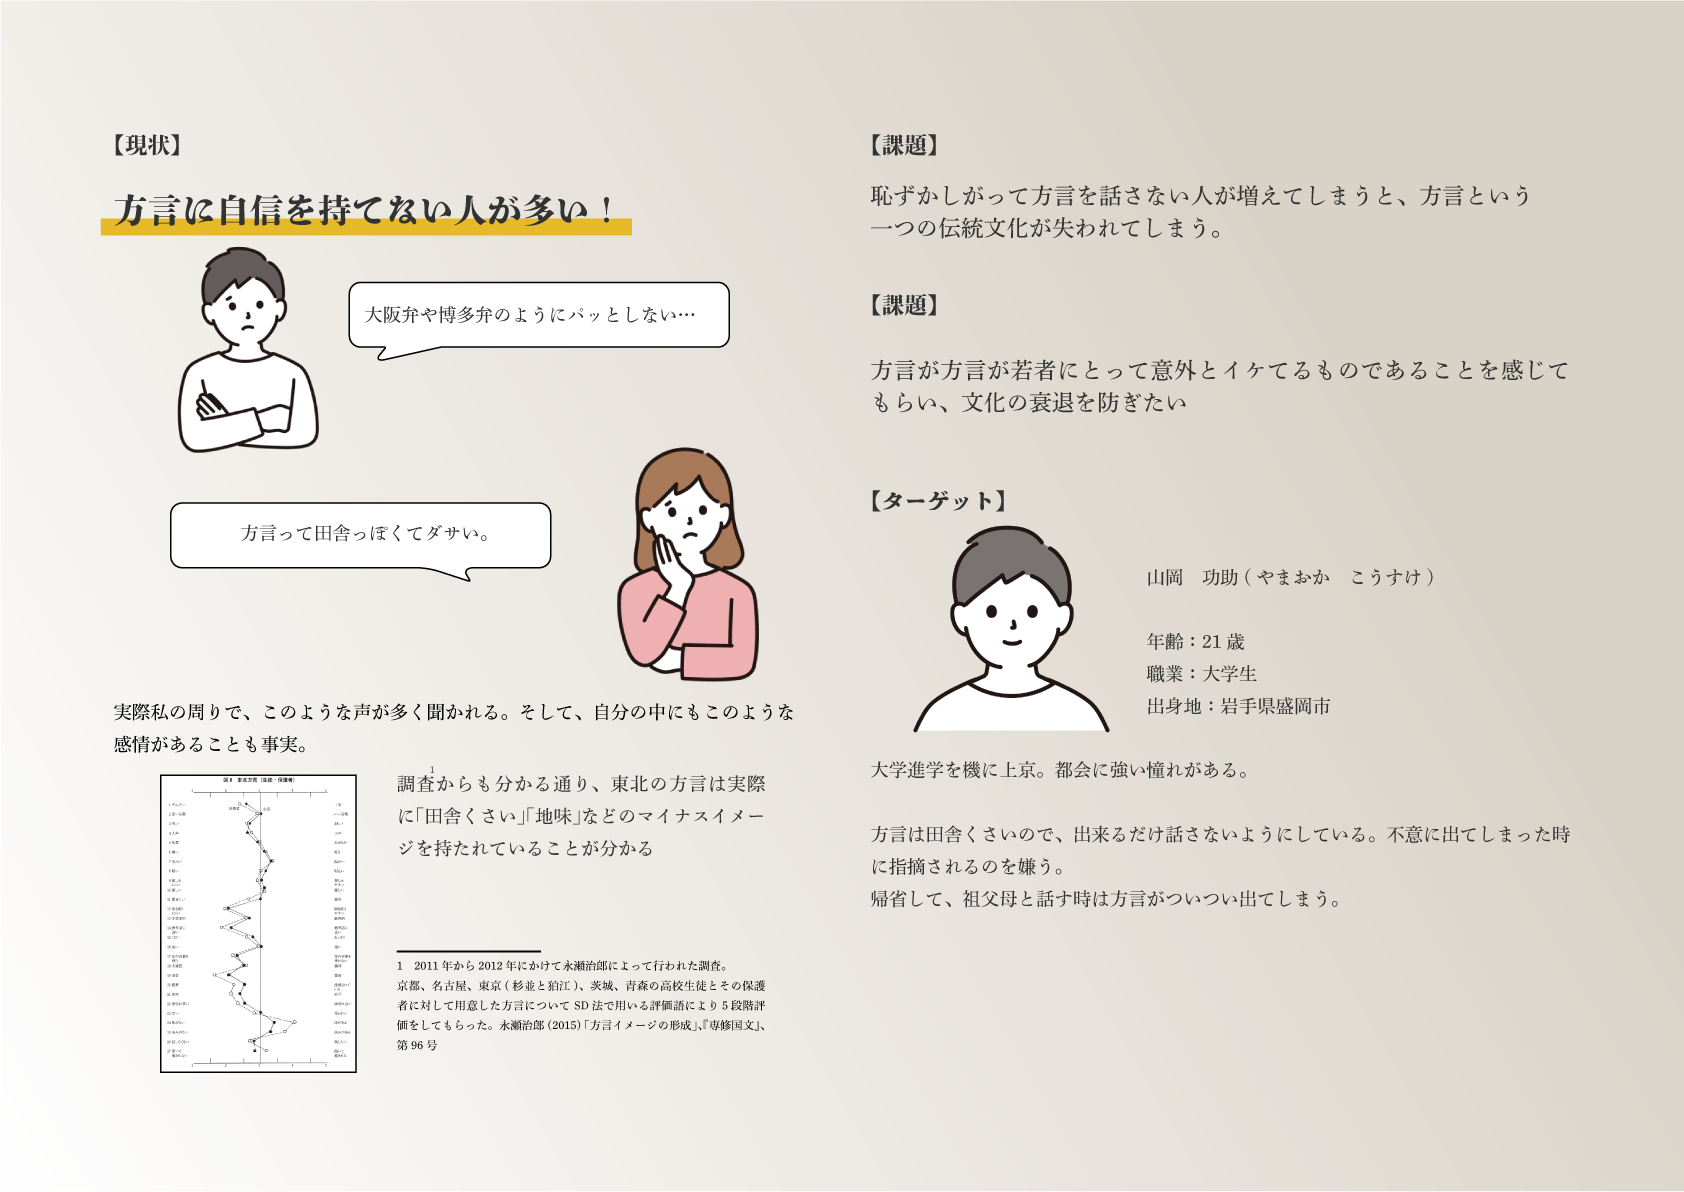 【現状】
方言に自信を持てない人が多い！
大阪弁や博多弁のようにパッとしない…
方言って田舎っぽくてダサい。
実際私の周りで、このような声が多く聞かれる。そして、自分の中にもこのような
感情があることも事実。
図8 東北方言（生徒・保護者）
1
調査からも分かる通り、東北の方言は実際
に「田舎くさい」「地味」などのマイナスイメー
ジを持たれていることが分かる
1　2011 年から 2012 年にかけて永瀬治郎によって行われた調査。
京都、名古屋、東京 ( 杉並と狛江 )、茨城、青森の高校生徒とその保護
者に対して用意した方言について SD 法で用いる評価語により 5 段階評
価をしてもらった。永瀬治郎 (2015)「方言イメージの形成」、『専修国文』、
第 96 号
【課題】
恥ずかしがって方言を話さない人が増えてしまうと、方言という
一つの伝統文化が失われてしまう。
【課題】
方言が方言が若者にとって意外とイケてるものであることを感じて
もらい、文化の衰退を防ぎたい
【ターゲット】
山岡　功助 ( やまおか　こうすけ )
年齢：21 歳
職業：大学生
出身地：岩手県盛岡市
大学進学を機に上京。都会に強い憧れがある。
方言は田舎くさいので、出来るだけ話さないようにしている。不意に出てしまった時
に指摘されるのを嫌う。
帰省して、祖父母と話す時は方言がついつい出てしまう。